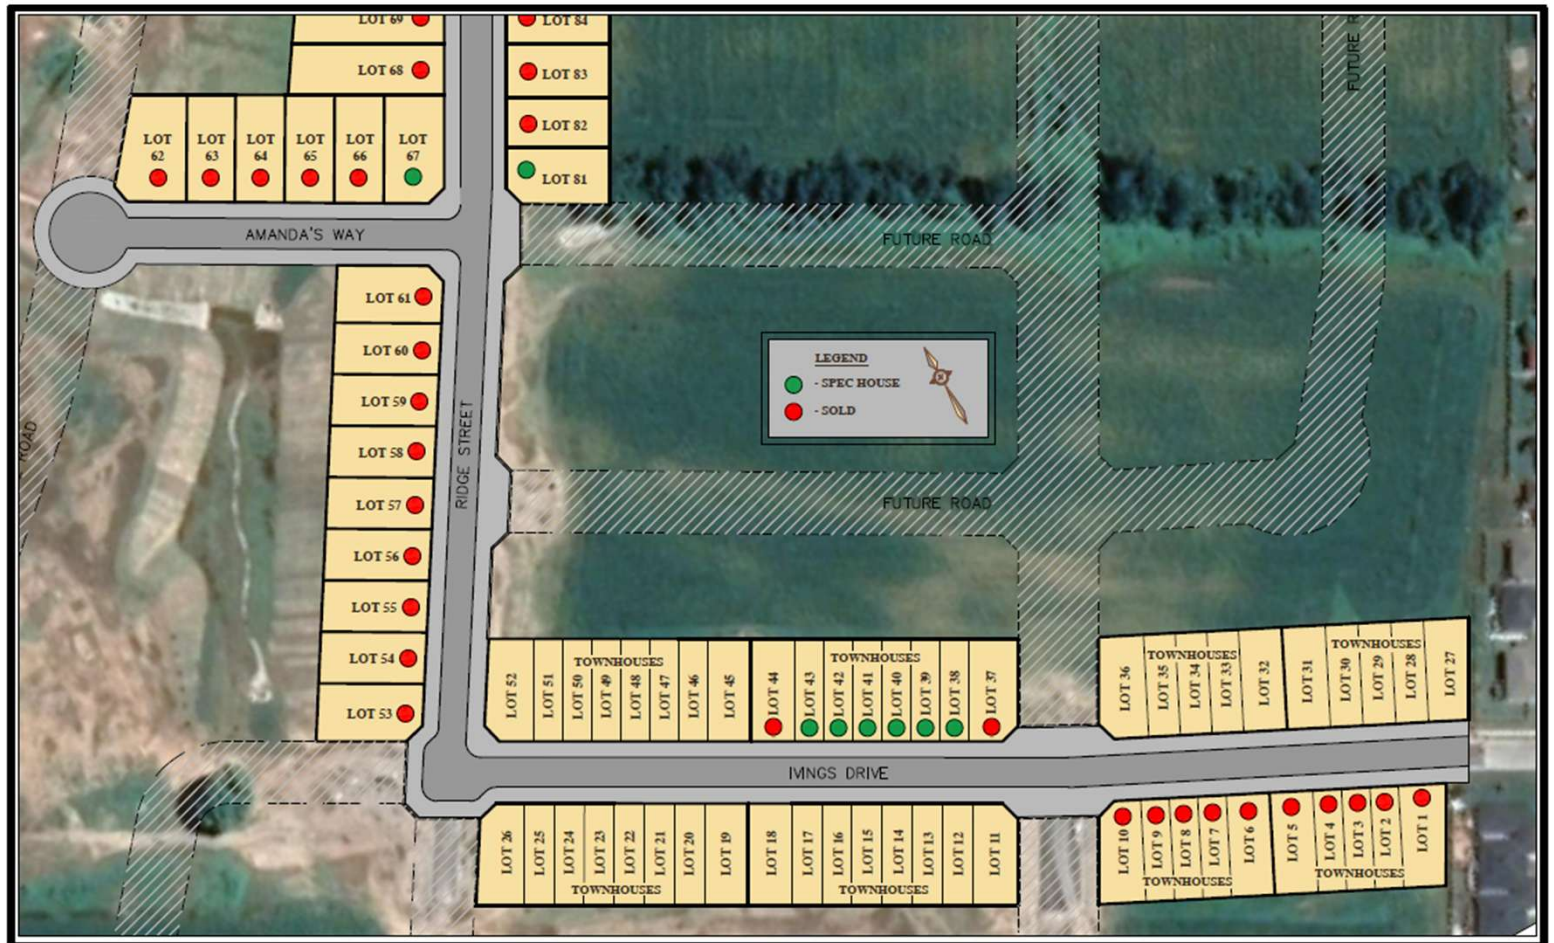 LOT 69
LOT 84
LOT 68
LOT 83
FUTURE R
LOT 82
LOT
62
LOT
63
LOT
64
LOT
65
LOT
66
LOT
67
LOT 81
AMANDA'S WAY
FUTURE ROAD
LOT 61
LOT 60
LOT 59
LOT 58
LOT 57
LOT 56
LOT 55
LOT 54
LOT 53
ROAD
RIDGE STREET
LEGEND
- SPEC HOUSE
- SOLD
FUTURE ROAD
TOWNHOUSES
LOT 52
LOT 51
LOT 50
LOT 49
LOT 48
LOT 47
LOT 46
LOT 45
TOWNHOUSES
LOT 44
LOT 43
LOT 42
LOT 41
LOT 40
LOT 39
LOT 38
LOT 37
TOWNHOUSES
LOT 36
LOT 35
LOT 34
LOT 33
LOT 32
TOWNHOUSES
LOT 31
LOT 30
LOT 29
LOT 28
LOT 27
IVINGS DRIVE
LOT 26
LOT 25
LOT 24
LOT 23
LOT 22
LOT 21
LOT 20
LOT 19
TOWNHOUSES
LOT 18
LOT 17
LOT 16
LOT 15
LOT 14
LOT 13
LOT 12
LOT 11
TOWNHOUSES
LOT 10
LOT 9
LOT 8
LOT 7
LOT 6
TOWNHOUSES
LOT 5
LOT 4
LOT 3
LOT 2
LOT 1
TOWNHOUSES